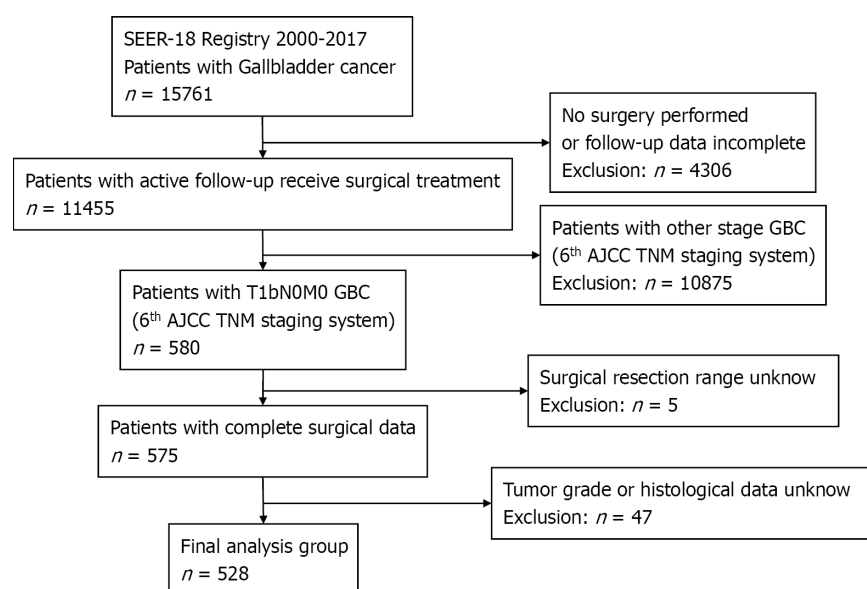 SEER-18 Registry 2000-2017
Patients with Gallbladder cancer
n = 15761
No surgery performed
or follow-up data incomplete
Exclusion: n = 4306
Patients with active follow-up receive surgical treatment
n = 11455
Patients with other stage GBC
(6th AJCC TNM staging system)
Exclusion: n = 10875
Patients with T1bN0M0 GBC
(6th AJCC TNM staging system)
n = 580
Surgical resection range unknow
Exclusion: n = 5
Patients with complete surgical data
n = 575
Tumor grade or histological data unknow
Exclusion: n = 47
Final analysis group
n = 528